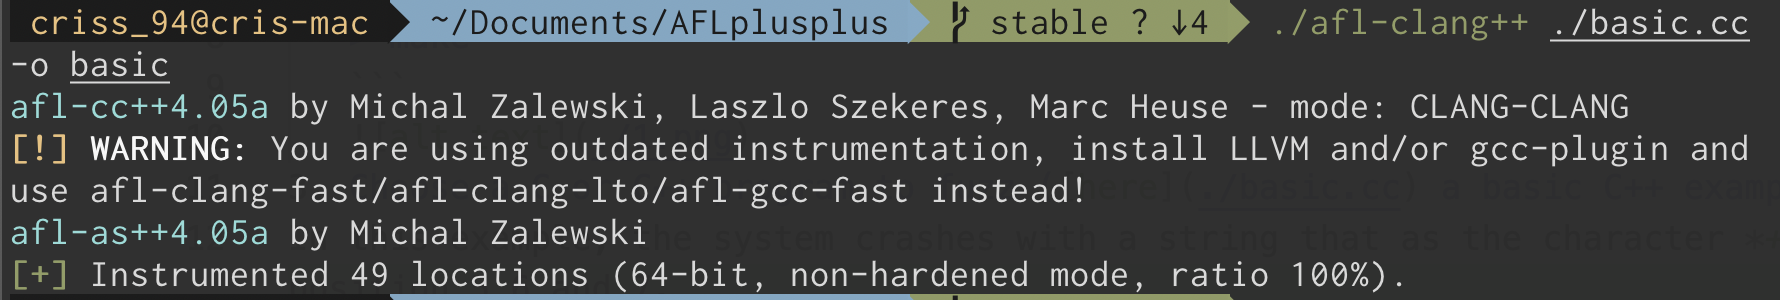 criss_94@cris-mac ~/Documents/AFLplusplus stable ? ↓4 ./afl-clang++ ./basic.cc
-o basic
afl-cc++4.05a by Michal Zalewski, Laszlo Szekeres, Marc Heuse - mode: CLANG-CLANG
[!] WARNING: You are using outdated instrumentation, install LLVM and/or gcc-plugin and
use afl-clang-fast/afl-clang-lto/afl-gcc-fast instead!
afl-as++4.05a by Michal Zalewski
[+] Instrumented 49 locations (64-bit, non-hardened mode, ratio 100%).